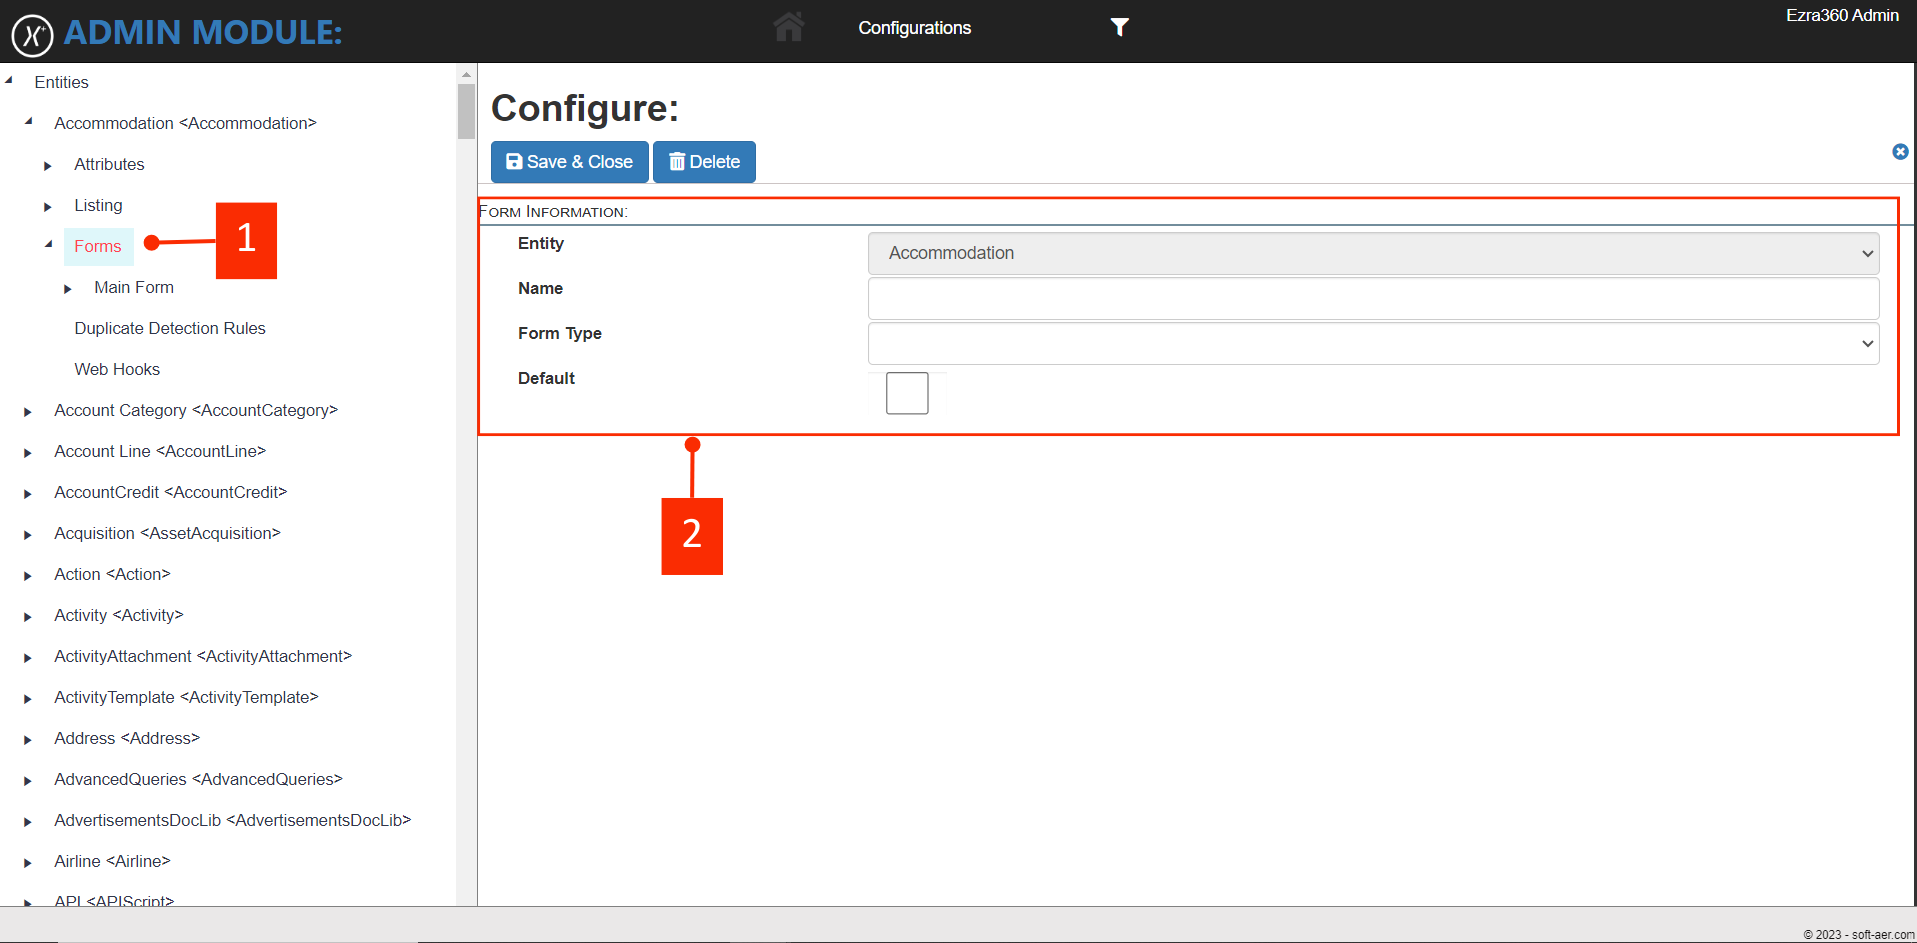 X+ ADMIN MODULE:
Configurations
Ezra360 Admin
Entities
Accommodation <Accommodation>
Attributes
Listing
Forms
1
Main Form
Duplicate Detection Rules
Web Hooks
Account Category <AccountCategory>
Account Line <AccountLine>
AccountCredit <AccountCredit>
Acquisition <AssetAcquisition>
Action <Action>
Activity <Activity>
ActivityAttachment <ActivityAttachment>
ActivityTemplate <ActivityTemplate>
Address <Address>
AdvancedQueries <AdvancedQueries>
AdvertisementsDocLib <AdvertisementsDocLib>
Airline <Airline>
API <APIScript>
Configure:
Save & Close
Delete
FORM INFORMATION:
Entity
Accommodation
Name
Form Type
Default
2
© 2023 - soft-aer.com